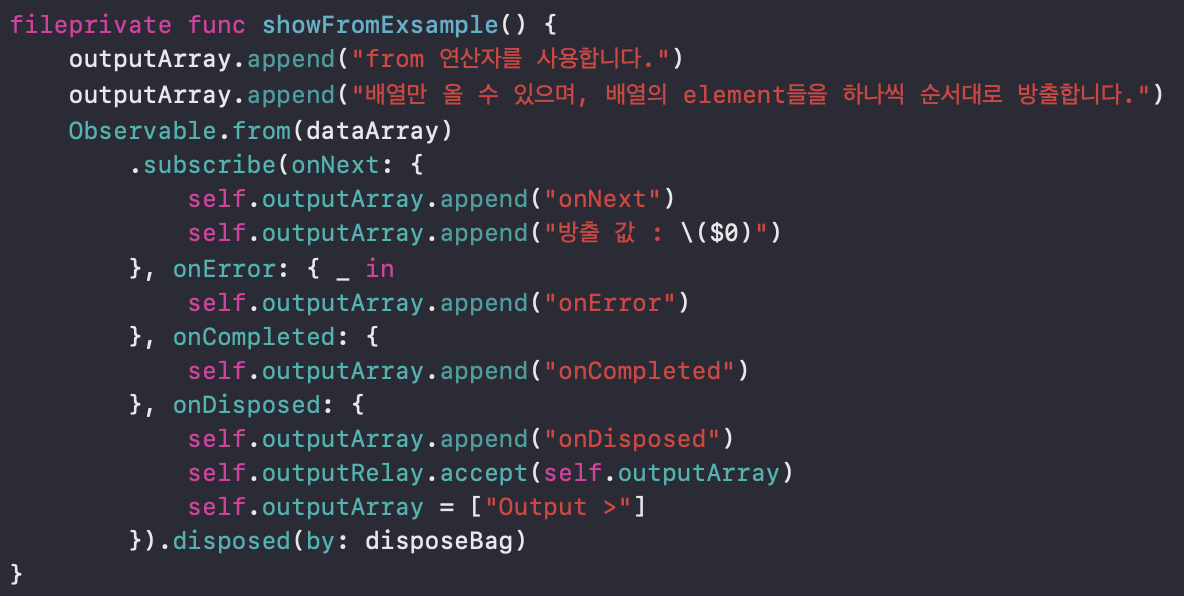 fileprivate func showFromExsample() {
    outputArray.append("from 연산자를 사용합니다.")
    outputArray.append("배열만 올 수 있으며, 배열의 element들을 하나씩 순서대로 방출합니다.")
    Observable.from(dataArray)
        .subscribe(onNext: {
            self.outputArray.append("onNext")
            self.outputArray.append("방출 값 : \($0)")
        }, onError: { _ in
            self.outputArray.append("onError")
        }, onCompleted: {
            self.outputArray.append("onCompleted")
        }, onDisposed: {
            self.outputArray.append("onDisposed")
            self.outputRelay.accept(self.outputArray)
            self.outputArray = ["Output >"]
        }).disposed(by: disposeBag)
}